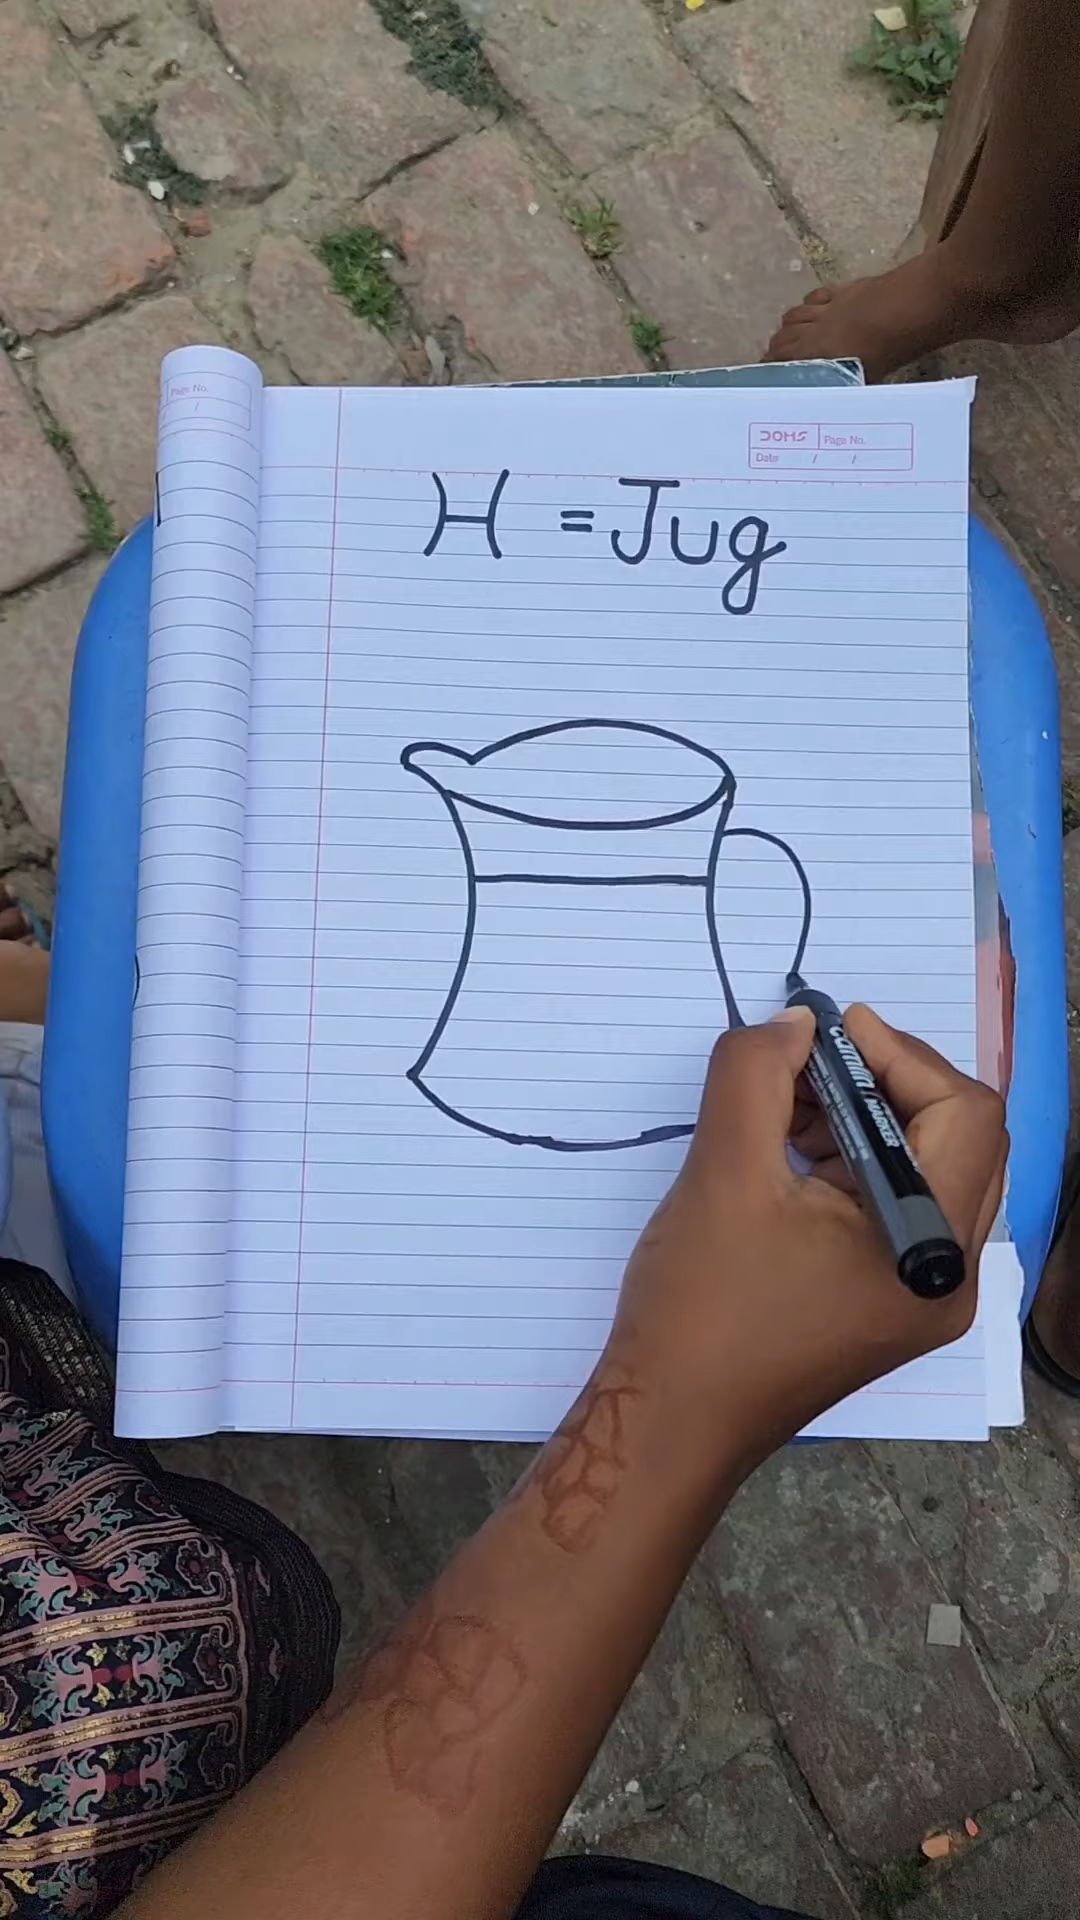 Page No.
/
DOMS Page No.
Date / /
H = Jug
Camlin MARKER